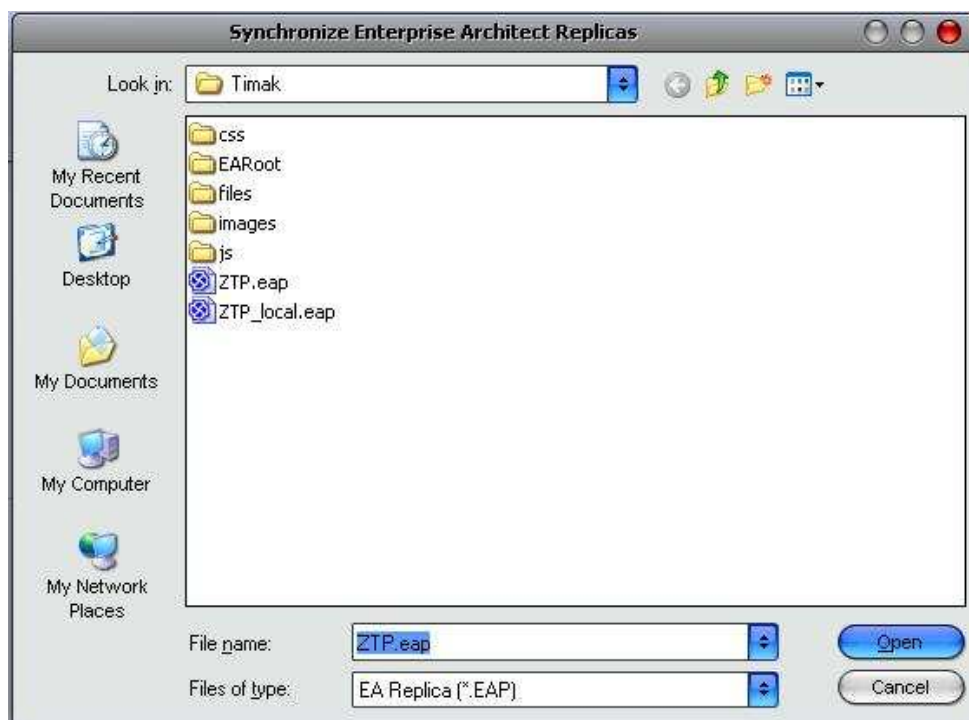 Synchronize Enterprise Architect Replicas
Look in:
Timak
My Recent
Documents
Desktop
My Documents
My Computer
My Network
Places
css
EARoot
files
images
js
ZTP.eap
ZTP_local.eap
File name:
ZTP.eap
Open
Files of type:
EA Replica (*.EAP)
Cancel